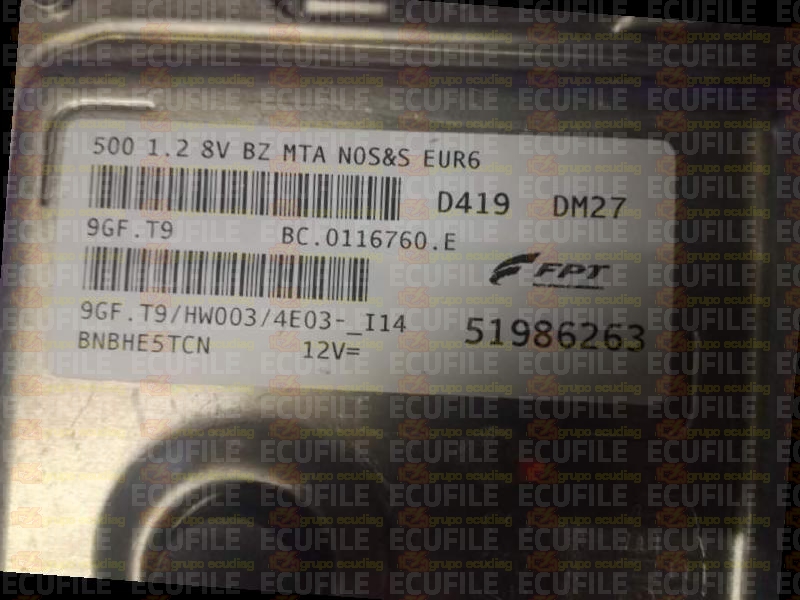 500 1.2 8V BZ MTA NOS&S EUR6
D419 DM27
9GF.T9 BC.0116760.E
FPT
9GF.T9/HW003/4E03-_I14
51986263
BNBHE5TCN 12V=
ECUFILE
grupo ecudiag